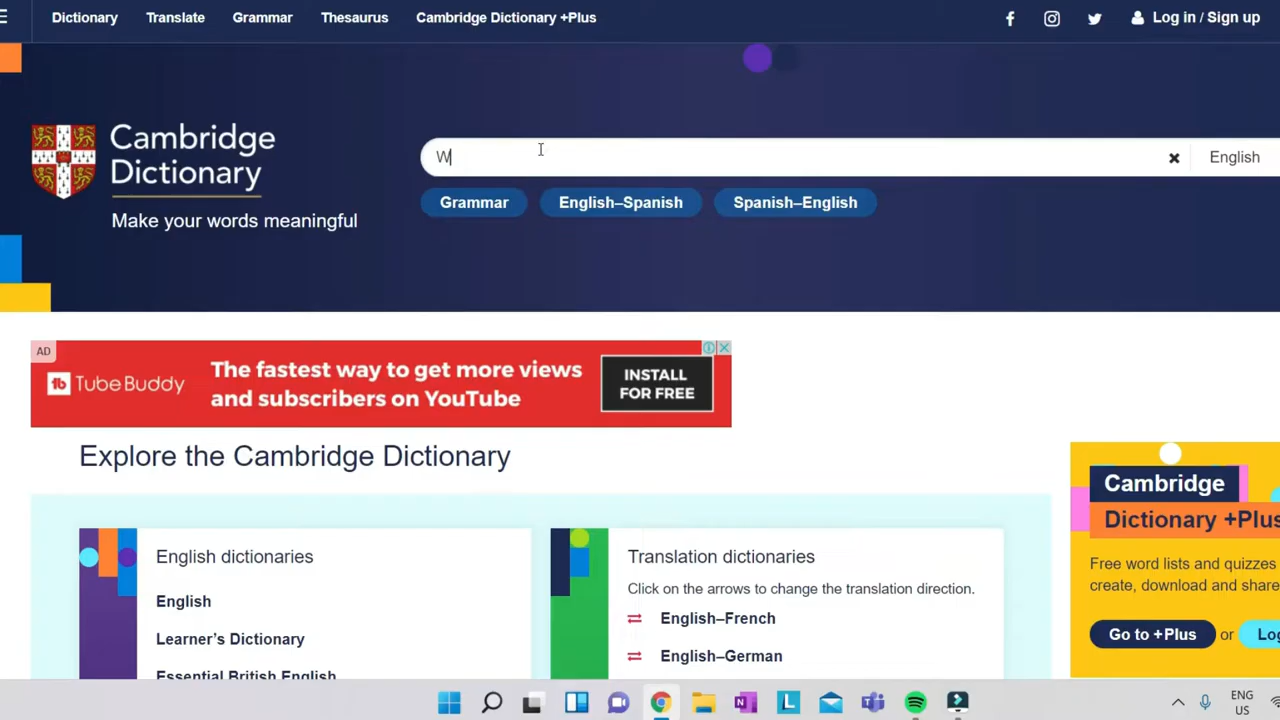 Dictionary Translate Grammar Thesaurus Cambridge Dictionary +Plus Log in / Sign up
Cambridge
Dictionary
Make your words meaningful
W
English
Grammar English–Spanish Spanish–English
AD
TubeBuddy
The fastest way to get more views
and subscribers on YouTube
INSTALL
FOR FREE
Explore the Cambridge Dictionary
English dictionaries
English
Learner's Dictionary
Essential British English
Translation dictionaries
Click on the arrows to change the translation direction.
English–French
English–German
Cambridge
Dictionary +Plus
Free word lists and quizzes
create, download and share
Go to +Plus or Log
ENG
US